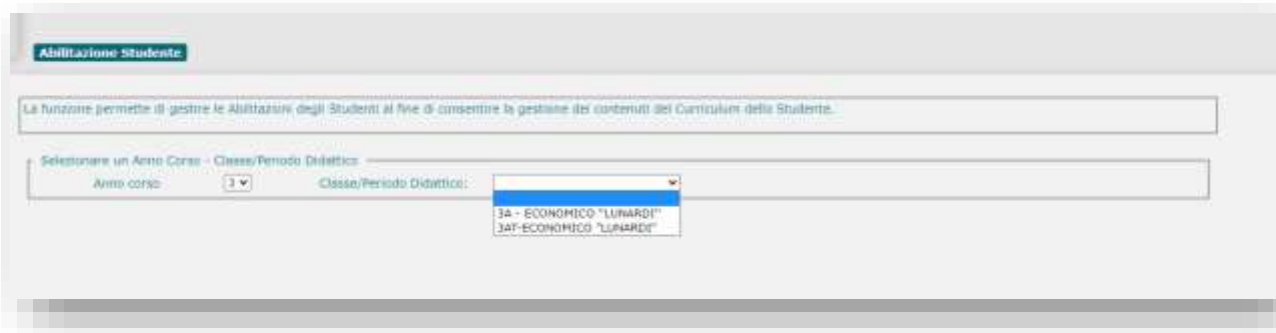 Abilitazione Studente
La funzione permette di gestire le Abilitazioni degli Studenti al fine di consentire la gestione dei contenuti del Curriculum dello Studente.
Selezionare un Anno Corso - Classe/Periodo Didattico
Anno corso 3 Classe/Periodo Didattico:
3A - ECONOMICO "LUNARDI"
3AT-ECONOMICO "LUNARDI"